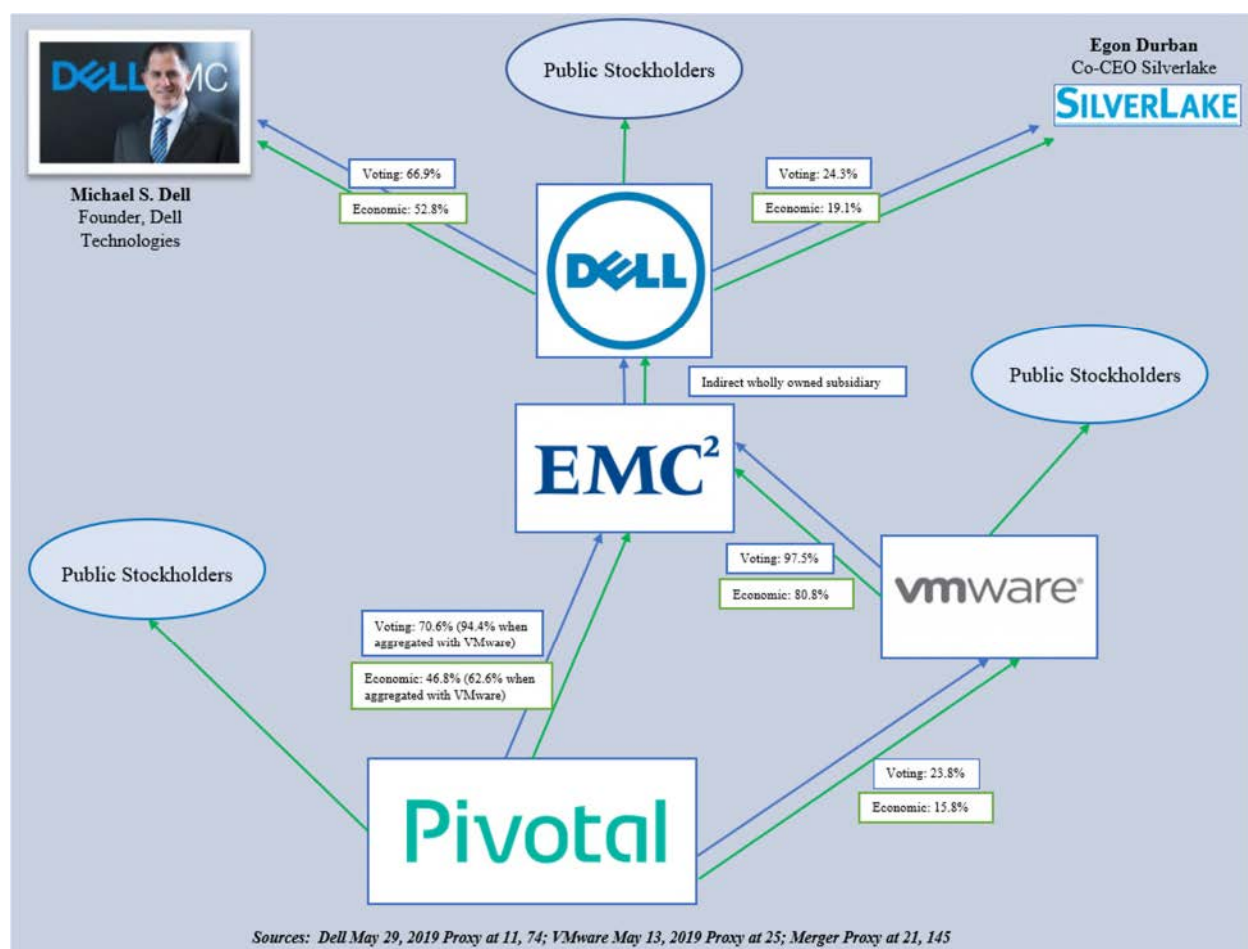 DELL EMC
Public Stockholders
Egon Durban
Co-CEO Silverlake
SILVERLAKE
Michael S. Dell
Founder, Dell
Technologies
Voting: 66.9%
Economic: 52.8%
Voting: 24.3%
Economic: 19.1%
DELL
Indirect wholly owned subsidiary
Public Stockholders
EMC²
Public Stockholders
Voting: 97.5%
Economic: 80.8%
vmware®
Voting: 70.6% (94.4% when
aggregated with VMware)
Economic: 46.8% (62.6% when
aggregated with VMware)
Voting: 23.8%
Economic: 15.8%
Pivotal
Sources: Dell May 29, 2019 Proxy at 11, 74; VMware May 13, 2019 Proxy at 25; Merger Proxy at 21, 145